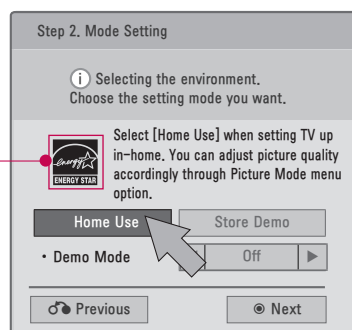 Step 2. Mode Setting
i Selecting the environment.
Choose the setting mode you want.
energy
ENERGY STAR
Select [Home Use] when setting TV up
in-home. You can adjust picture quality
accordingly through Picture Mode menu
option.
Home Use
Store Demo
• Demo Mode
Off
Previous
Next